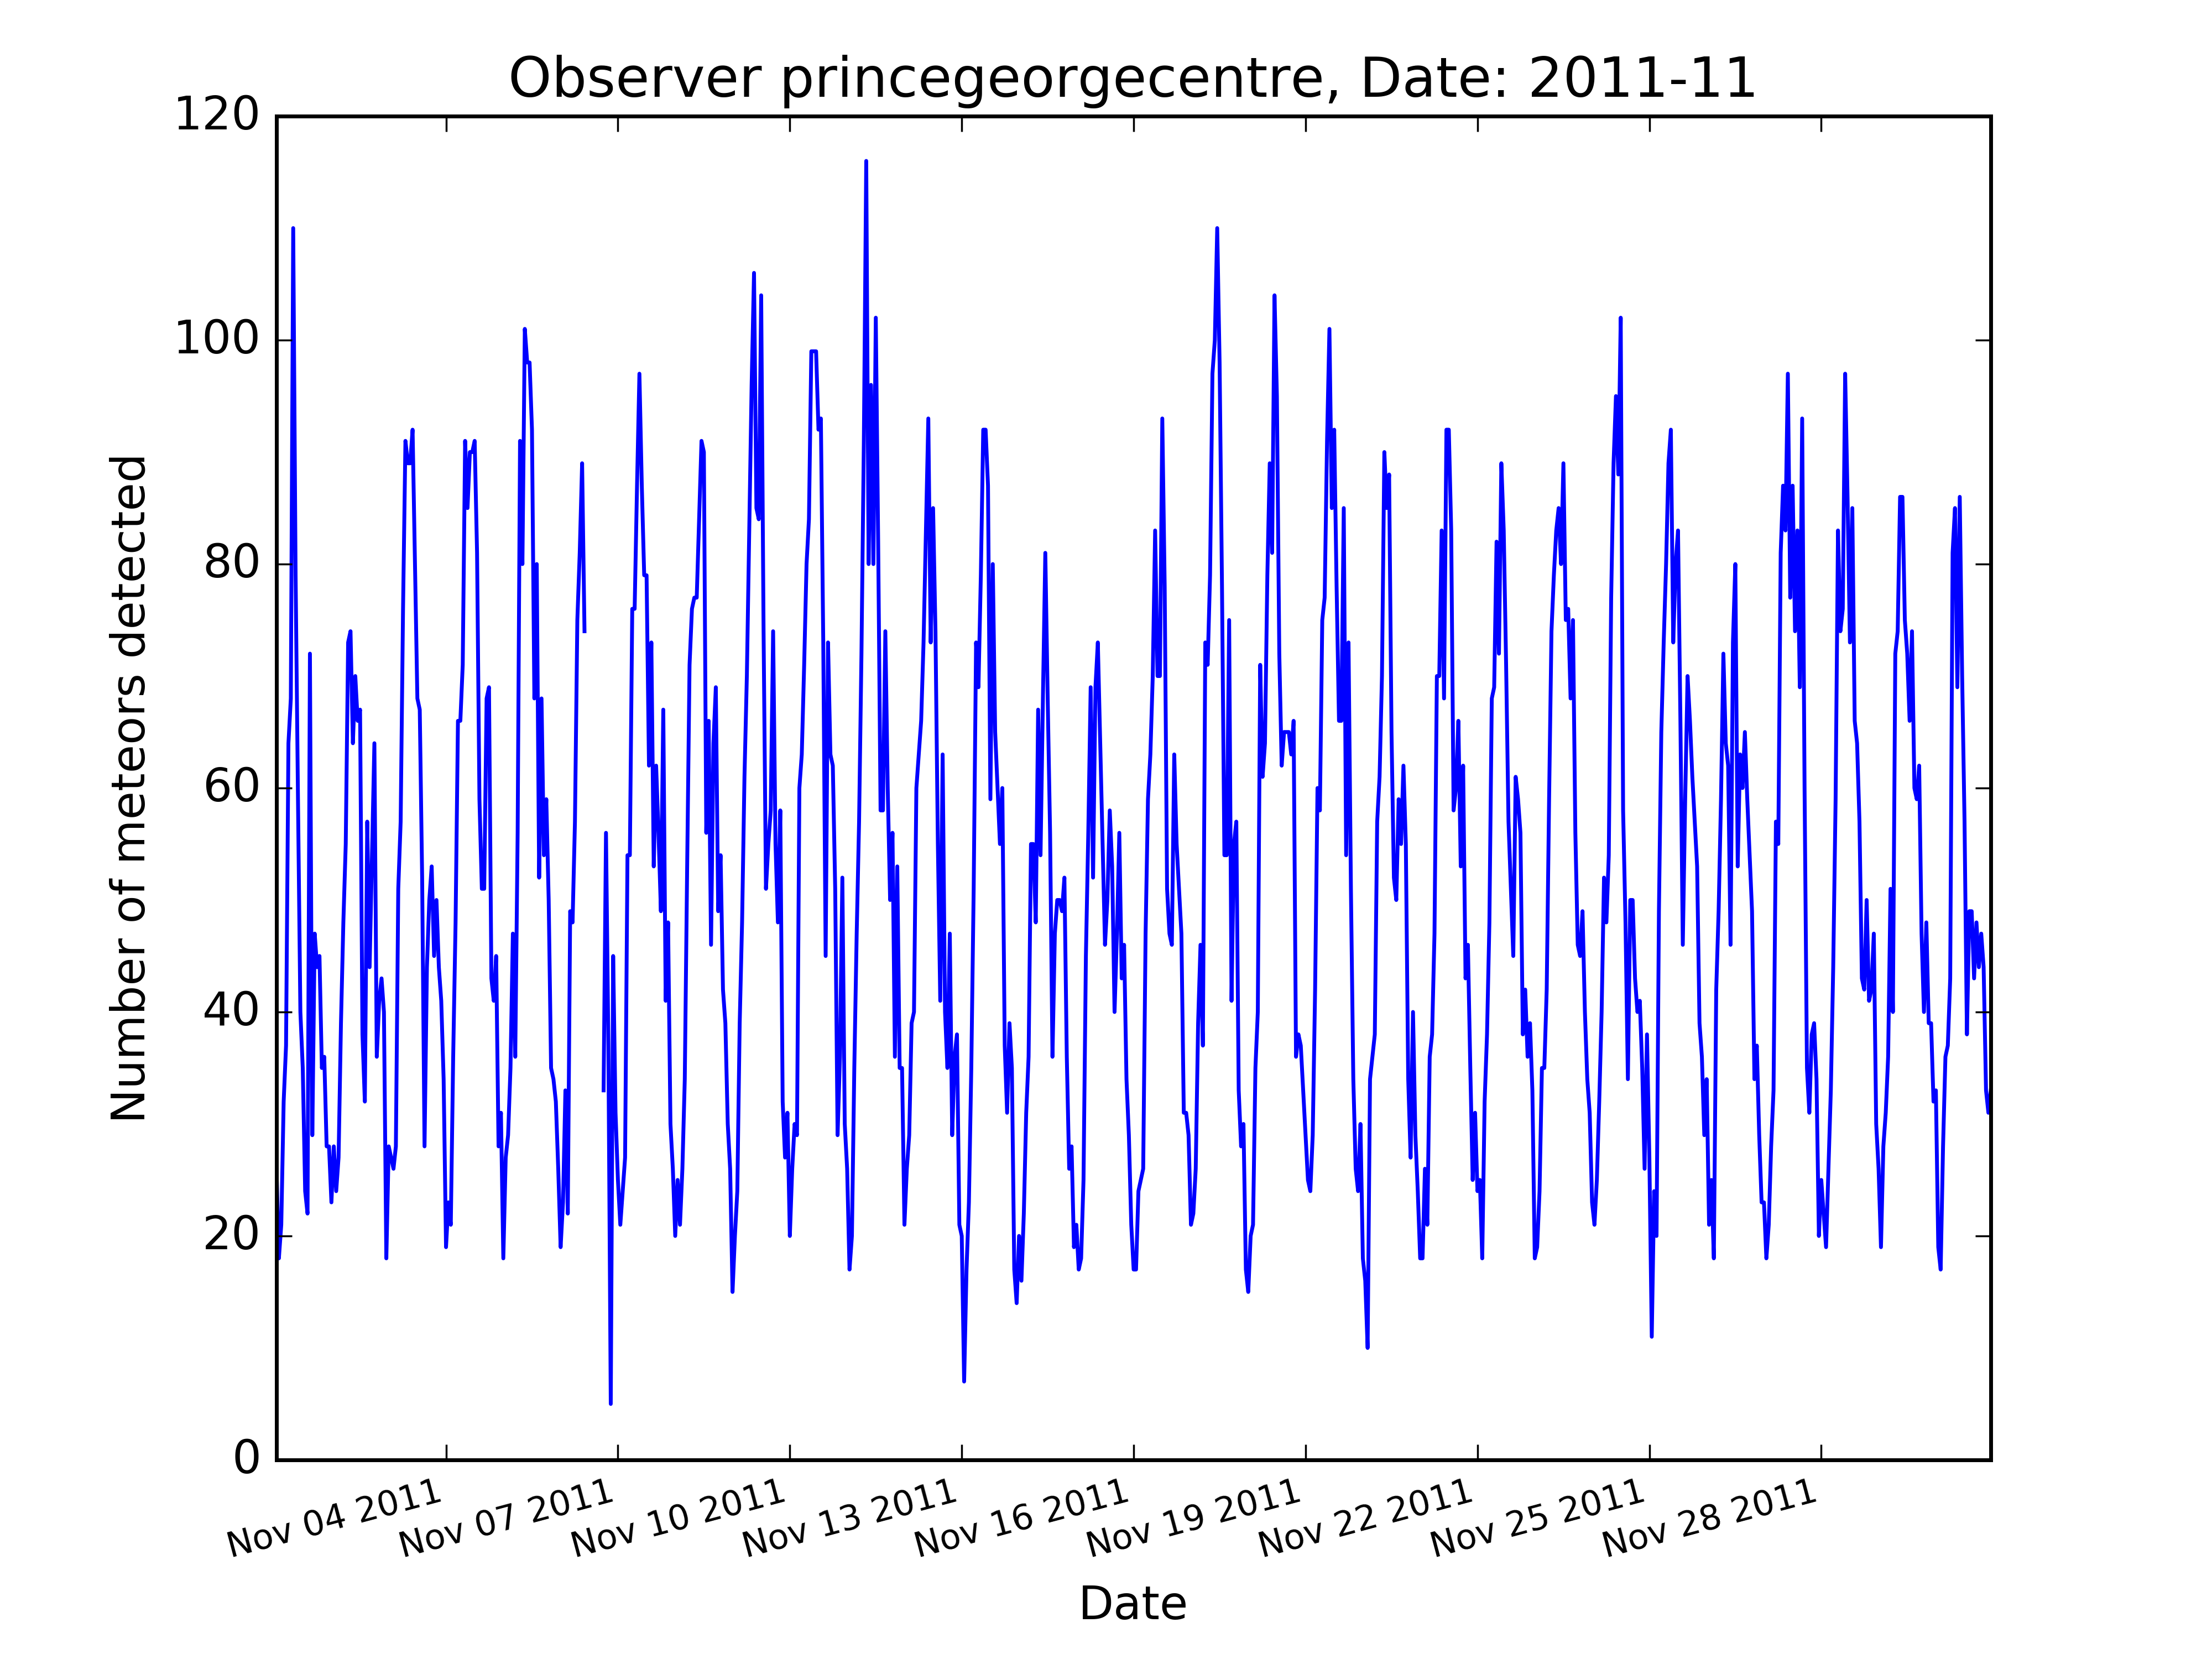 Observer princegeorgecentre, Date: 2011-11
120
100
80
60
40
20
0
Number of meteors detected
Nov 04 2011
Nov 07 2011
Nov 10 2011
Nov 13 2011
Nov 16 2011
Nov 19 2011
Nov 22 2011
Nov 25 2011
Nov 28 2011
Date